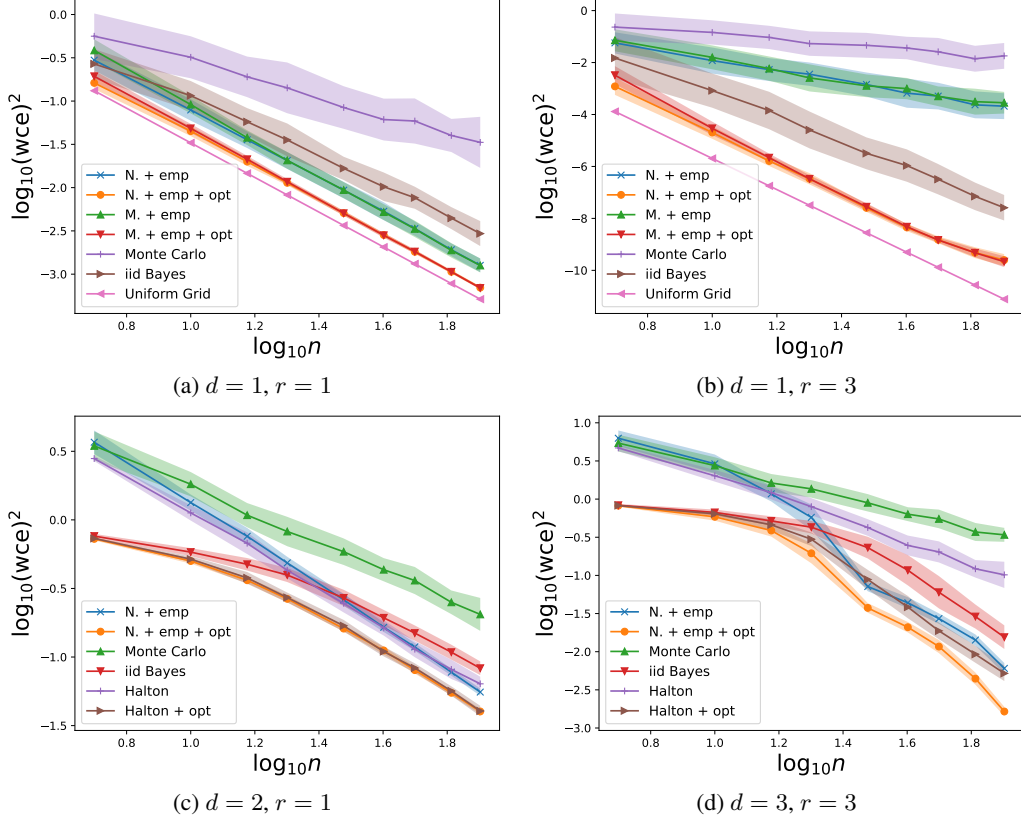 0.0
−0.5
−1.0
−1.5
−2.0
−2.5
−3.0
log₁₀(wce)²
N. + emp
N. + emp + opt
M. + emp
M. + emp + opt
Monte Carlo
iid Bayes
Uniform Grid
0.8 1.0 1.2 1.4 1.6 1.8
log₁₀n
(a) d = 1, r = 1
0
−2
−4
−6
−8
−10
log₁₀(wce)²
N. + emp
N. + emp + opt
M. + emp
M. + emp + opt
Monte Carlo
iid Bayes
Uniform Grid
0.8 1.0 1.2 1.4 1.6 1.8
log₁₀n
(b) d = 1, r = 3
0.5
0.0
−0.5
−1.0
−1.5
log₁₀(wce)²
N. + emp
N. + emp + opt
Monte Carlo
iid Bayes
Halton
Halton + opt
0.8 1.0 1.2 1.4 1.6 1.8
log₁₀n
(c) d = 2, r = 1
1.0
0.5
0.0
−0.5
−1.0
−1.5
−2.0
−2.5
−3.0
log₁₀(wce)²
N. + emp
N. + emp + opt
Monte Carlo
iid Bayes
Halton
Halton + opt
0.8 1.0 1.2 1.4 1.6 1.8
log₁₀n
(d) d = 3, r = 3